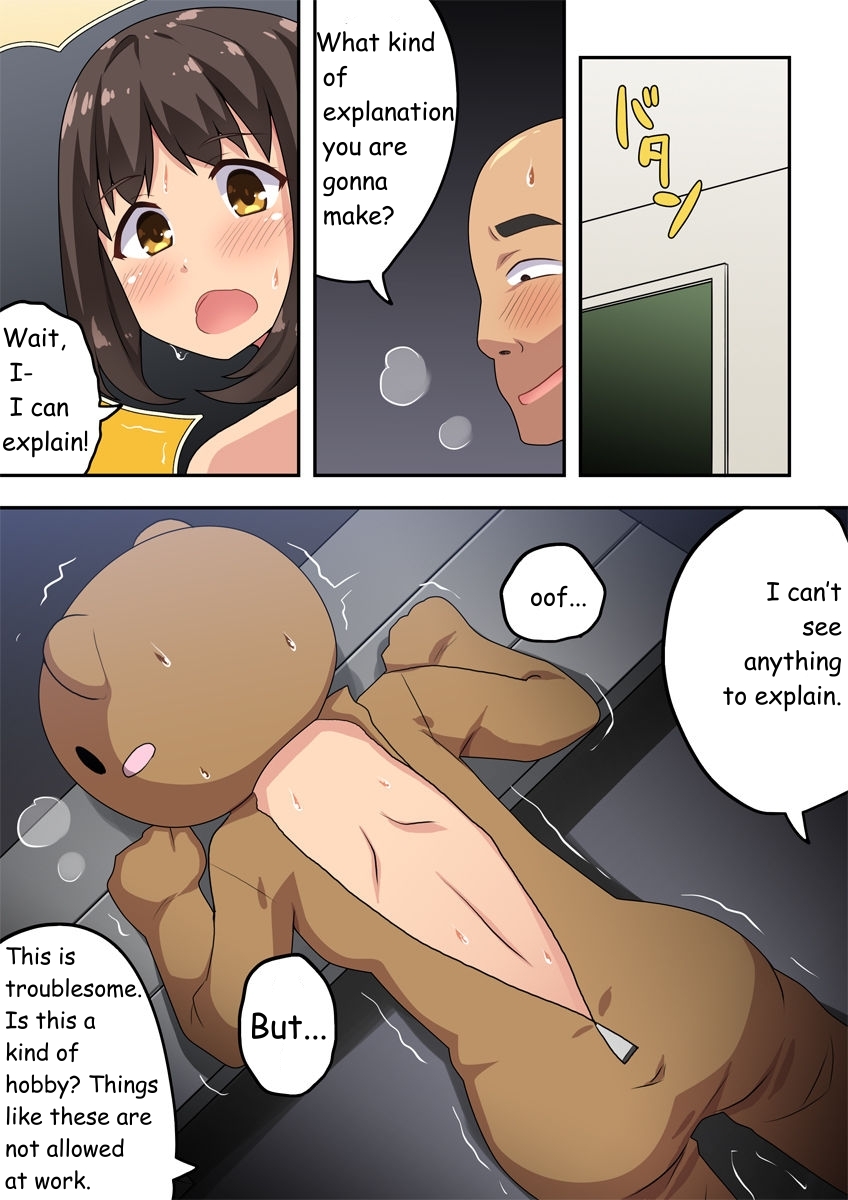 バタン
What kind
of
explanation
you are
gonna
make?
Wait,
I-
I can
explain!
I can't
see
anything
to explain.
oof...
But...
This is
troublesome.
Is this a
kind of
hobby? Things
like these are
not allowed
at work.